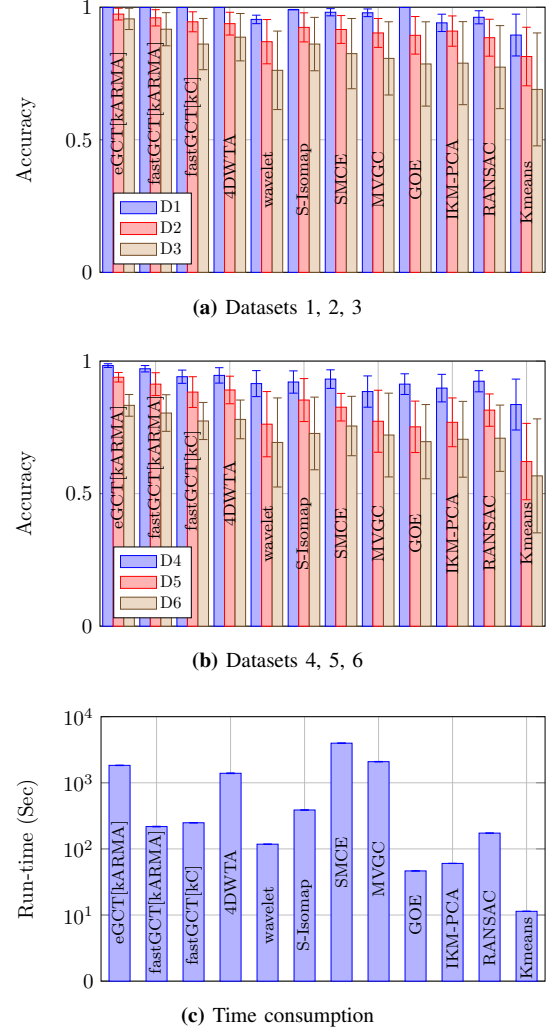 1
0.5
0
Accuracy
eGCT[kARMA]
fastGCT[kARMA]
fastGCT[kC]
4DWTA
wavelet
S-Isomap
SMCE
MVGC
GOE
IKM-PCA
RANSAC
Kmeans
D1
D2
D3
(a) Datasets 1, 2, 3
1
0.5
0
Accuracy
eGCT[kARMA]
fastGCT[kARMA]
fastGCT[kC]
4DWTA
wavelet
S-Isomap
SMCE
MVGC
GOE
IKM-PCA
RANSAC
Kmeans
D4
D5
D6
(b) Datasets 4, 5, 6
10^4
10^3
10^2
10^1
0
Run-time (Sec)
eGCT[kARMA]
fastGCT[kARMA]
fastGCT[kC]
4DWTA
wavelet
S-Isomap
SMCE
MVGC
GOE
IKM-PCA
RANSAC
Kmeans
(c) Time consumption